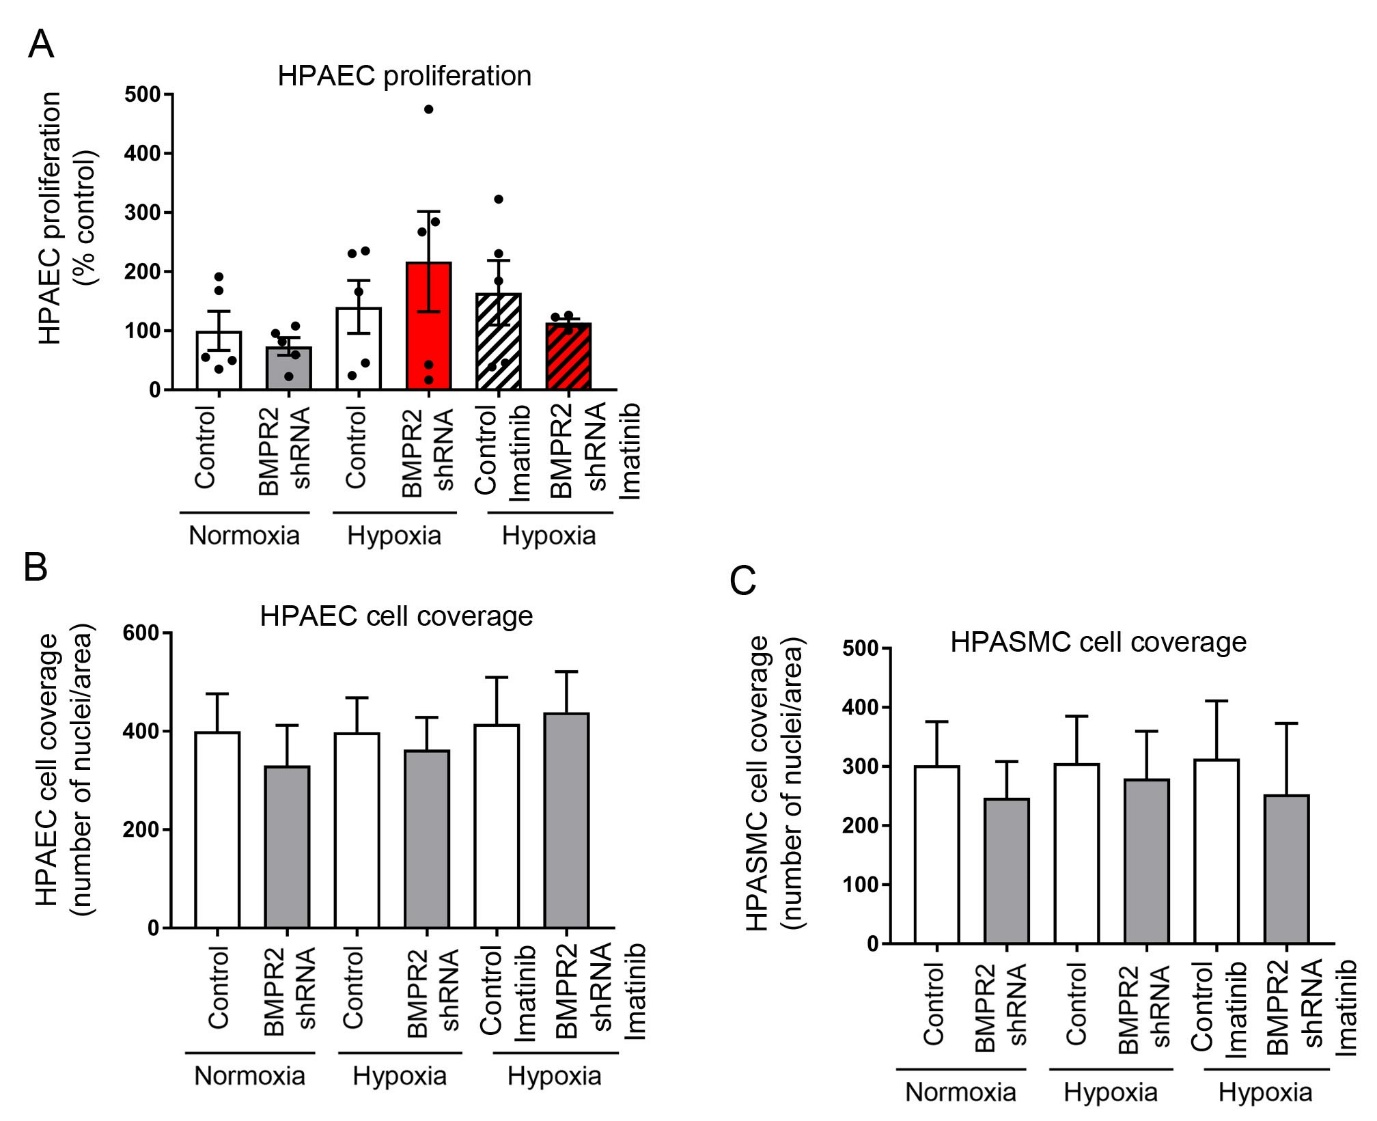 A
HPAEC proliferation
HPAEC proliferation
(% control)
500
400
300
200
100
0
Control
BMPR2
shRNA
Control
BMPR2
shRNA
Control
Imatinib
BMPR2
shRNA
Imatinib
Normoxia
Hypoxia
Hypoxia
B
HPAEC cell coverage
HPAEC cell coverage
(number of nuclei/area)
600
400
200
0
Control
BMPR2
shRNA
Control
BMPR2
shRNA
Control
Imatinib
BMPR2
shRNA
Imatinib
Normoxia
Hypoxia
Hypoxia
C
HPASMC cell coverage
HPASMC cell coverage
(number of nuclei/area)
500
400
300
200
100
0
Control
BMPR2
shRNA
Control
BMPR2
shRNA
Control
Imatinib
BMPR2
shRNA
Imatinib
Normoxia
Hypoxia
Hypoxia